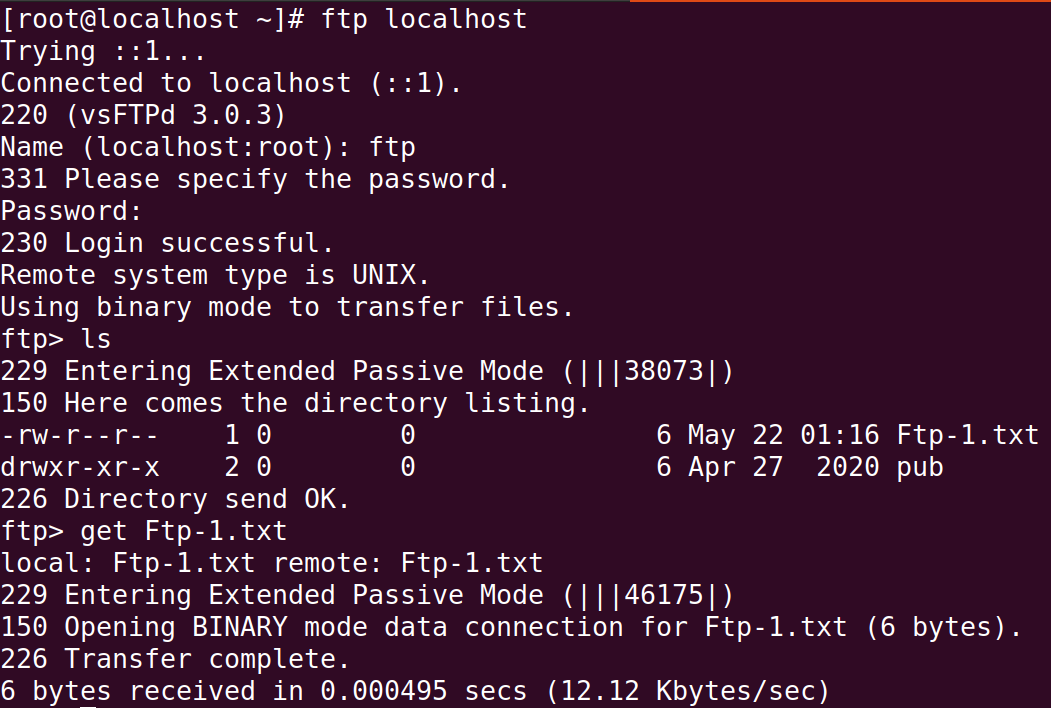 [root@localhost ~]# ftp localhost
Trying ::1...
Connected to localhost (::1).
220 (vsFTPd 3.0.3)
Name (localhost:root): ftp
331 Please specify the password.
Password:
230 Login successful.
Remote system type is UNIX.
Using binary mode to transfer files.
ftp> ls
229 Entering Extended Passive Mode (|||38073|)
150 Here comes the directory listing.
-rw-r--r--    1 0        0               6 May 22 01:16 Ftp-1.txt
drwxr-xr-x    2 0        0               6 Apr 27  2020 pub
226 Directory send OK.
ftp> get Ftp-1.txt
local: Ftp-1.txt remote: Ftp-1.txt
229 Entering Extended Passive Mode (|||46175|)
150 Opening BINARY mode data connection for Ftp-1.txt (6 bytes).
226 Transfer complete.
6 bytes received in 0.000495 secs (12.12 Kbytes/sec)